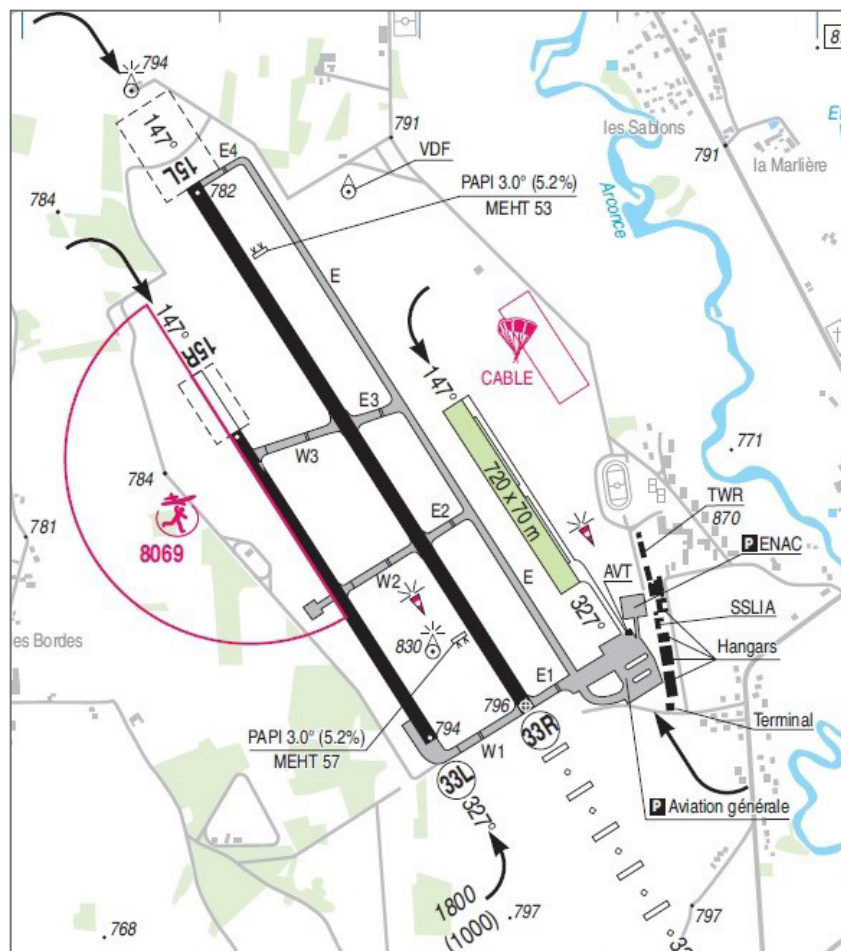 794
791
VDF
les Sablons
791
la Marlière
Arconce
147°
15L
E4
782
PAPI 3.0° (5.2%)
MEHT 53
784
E
147°
15R
CABLE
147°
E3
W3
720 x 70 m
771
784
8069
781
E2
W2
E
TWR
870
P ENAC
AVT
SSLIA
327°
Hangars
830
es Bordes
E1
796
794
W1
33R
Terminal
PAPI 3.0° (5.2%)
MEHT 57
33L
327°
P Aviation générale
1800
(1000)
797
797
768